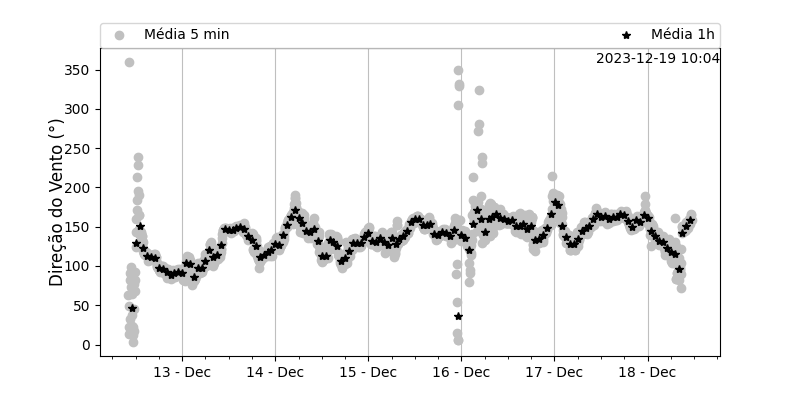 Média 5 min
Média 1h
2023-12-19 10:04
Direção do Vento (°)
350
300
250
200
150
100
50
0
13 - Dec
14 - Dec
15 - Dec
16 - Dec
17 - Dec
18 - Dec